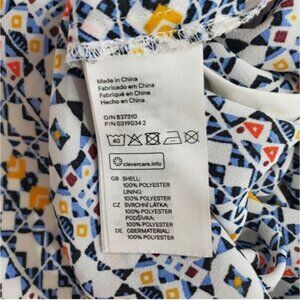 Made in China
Fabricado em China
Fabriqué en Chine
Hecho en China
O/N 837310
P/N 0319034 2
40
clevercare.info
GB SHELL:
100% POLYESTER
LINING:
100% POLYESTER
CZ SVRCHNÍ LÁTKA:
100% POLYESTER
PODŠÍVKA:
100% POLYESTER
DE OBERMATERIAL:
100% POLYESTER